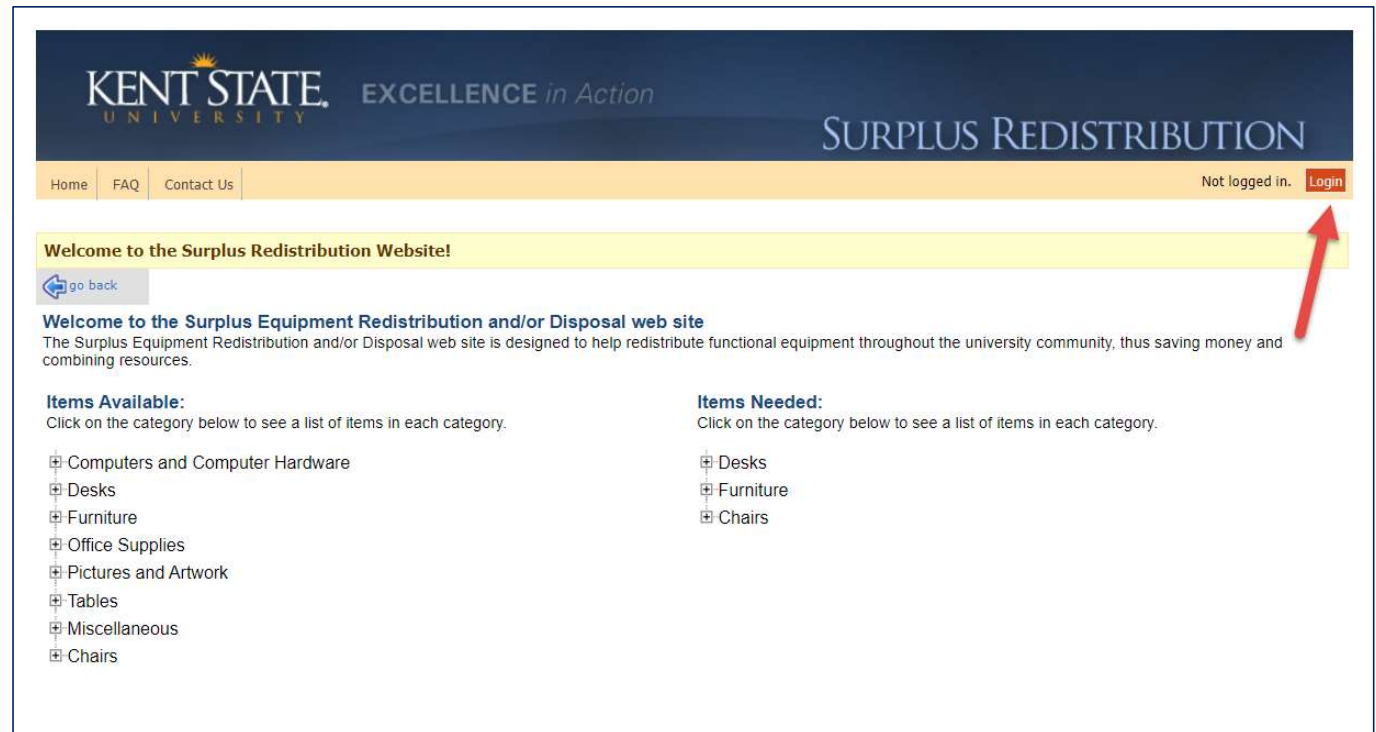 KENT STATE.
UNIVERSITY
EXCELLENCE in Action
SURPLUS REDISTRIBUTION
Home
FAQ
Contact Us
Not logged in.
Login
Welcome to the Surplus Redistribution Website!
go back
Welcome to the Surplus Equipment Redistribution and/or Disposal web site
The Surplus Equipment Redistribution and/or Disposal web site is designed to help redistribute functional equipment throughout the university community, thus saving money and
combining resources.
Items Available:
Click on the category below to see a list of items in each category.
Computers and Computer Hardware
Desks
Furniture
Office Supplies
Pictures and Artwork
Tables
Miscellaneous
Chairs
Items Needed:
Click on the category below to see a list of items in each category.
Desks
Furniture
Chairs